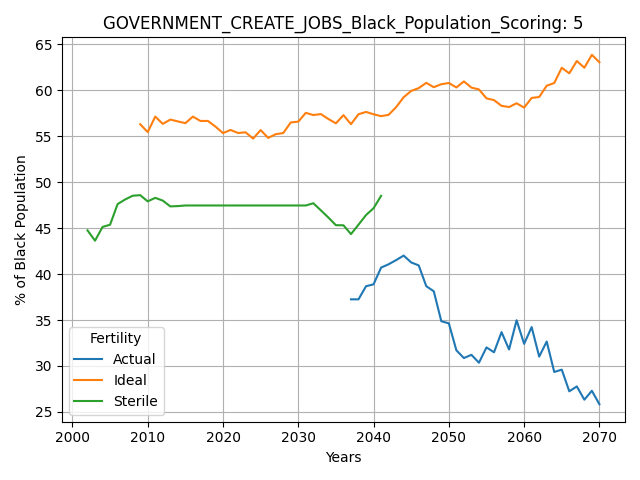 GOVERNMENT_CREATE_JOBS_Black_Population_Scoring: 5
% of Black Population
65
60
55
50
45
40
35
30
25
Fertility
Actual
Ideal
Sterile
2000 2010 2020 2030 2040 2050 2060 2070
Years